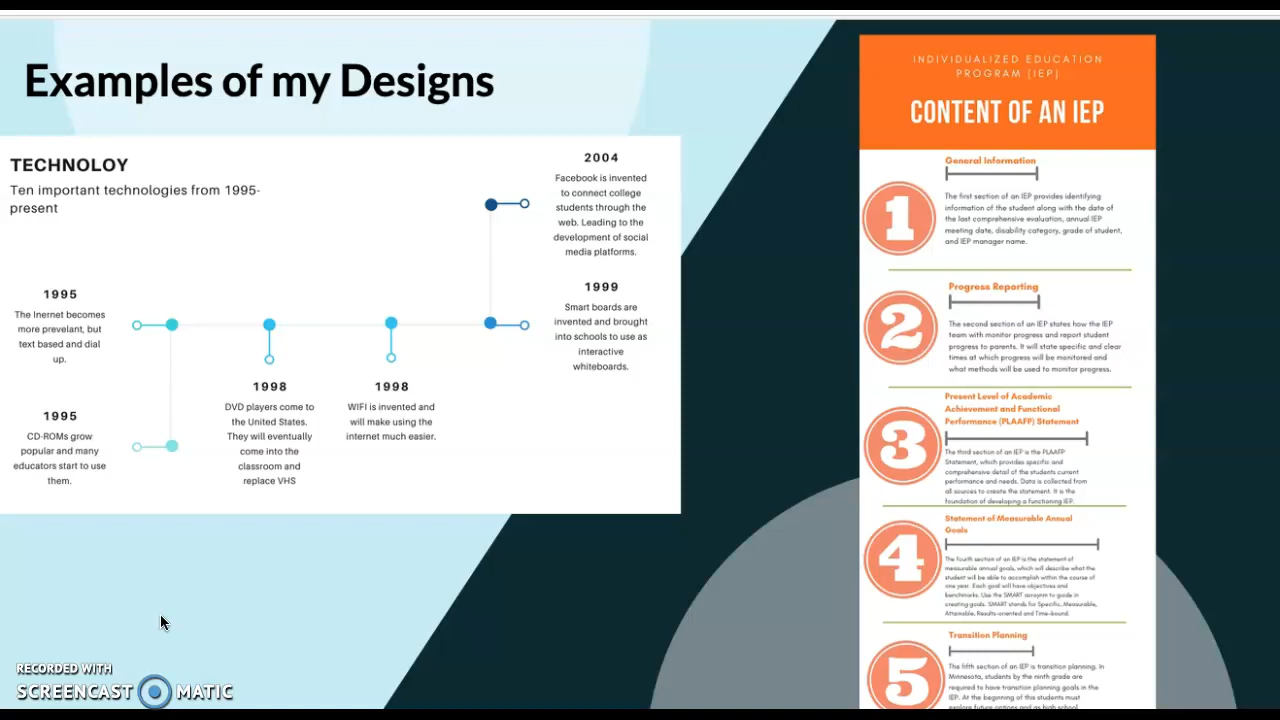 Examples of my Designs
TECHNOLOY
Ten important technologies from 1995-
present
1995
The Inernet becomes
more prevelant, but
text based and dial
up.
1995
CD-ROMs grow
popular and many
educators start to use
them.
1998
DVD players come to
the United States.
They will eventually
come into the
classroom and
replace VHS
1998
WIFI is invented and
will make using the
internet much easier.
2004
Facebook is invented
to connect college
students through the
web. Leading to the
development of social
media platforms.
1999
Smart boards are
invented and brought
into schools to use as
interactive
whiteboards.
INDIVIDUALIZED EDUCATION
PROGRAM [IEP]
CONTENT OF AN IEP
1
General Information
The first section of an IEP provides identifying
information of the student along with the date of
the last comprehensive evaluation, annual IEP
meeting date, disability category, grade of student,
and IEP manager name.
2
Progress Reporting
The second section of an IEP states how the IEP
team with monitor progress and report student
progress to parents. It will state specific and clear
times at which progress will be monitored and
what methods will be used to monitor progress.
3
Present Level of Academic
Achievement and Functional
Performance (PLAAFP) Statement
The third section of an IEP is the PLAAFP
Statement, which provides specific and
comprehensive detail of the students current
performance and needs. Data is collected from
all sources to create the statement. It is the
foundation of developing a functioning IEP.
4
Statement of Measurable Annual
Goals
The fourth section of an IEP is the statement of
measurable annual goals, which will describe what the
student will be able to accomplish within the course of
one year. Each goal will have objectives and
benchmarks. Use the SMART acronym to guide in
creating goals. SMART stands for Specific, Measurable,
Attainable, Results-oriented and Time-bound.
5
Transition Planning
The fifth section of an IEP is transition planning. In
Minnesota, students by the ninth grade are
required to have transition planning goals in the
IEP. At the beginning of this students must
explore future options and as high school
RECORDED WITH
SCREENCAST MATIC